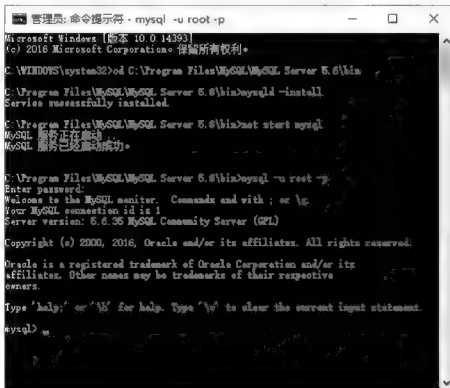 管理员: 命令提示符 - mysql -u root -p
Microsoft Windows [版本 10.0.14393]
(c) 2016 Microsoft Corporation。保留所有权利。
C:\WINDOWS\system32>cd C:\Program Files\MySQL\MySQL Server 5.6\bin
C:\Program Files\MySQL\MySQL Server 5.6\bin>mysqld -install
Service successfully installed.
C:\Program Files\MySQL\MySQL Server 5.6\bin>net start mysql
MySQL 服务正在启动 ..
MySQL 服务已经启动成功。
C:\Program Files\MySQL\MySQL Server 5.6\bin>mysql -u root -p
Enter password:
Welcome to the MySQL monitor.  Commands end with ; or \g.
Your MySQL connection id is 1
Server version: 5.6.35 MySQL Community Server (GPL)
Copyright (c) 2000, 2016, Oracle and/or its affiliates. All rights reserved.
Oracle is a registered trademark of Oracle Corporation and/or its
affiliates. Other names may be trademarks of their respective
owners.
Type 'help;' or '\h' for help. Type '\c' to clear the current input statement.
mysql>